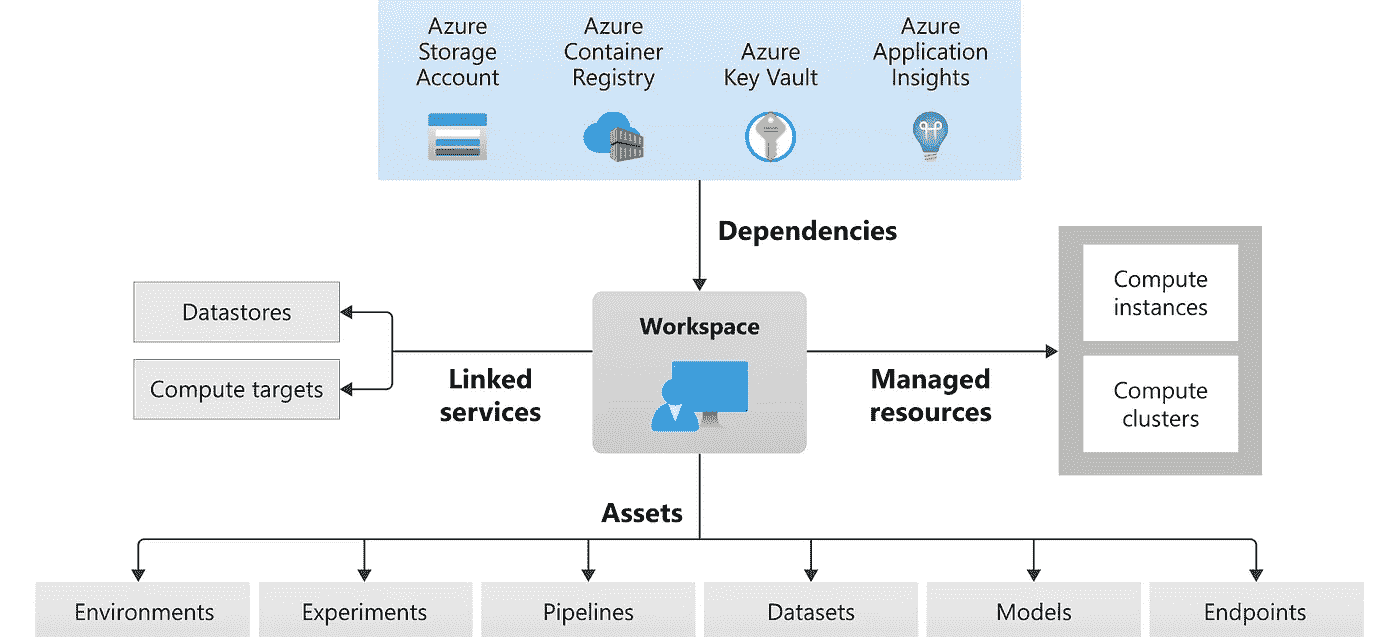 Azure
Storage
Account
Azure
Container
Registry
Azure
Key Vault
Azure
Application
Insights
Dependencies
Datastores
Compute targets
Linked
services
Workspace
Managed
resources
Compute
instances
Compute
clusters
Assets
Environments
Experiments
Pipelines
Datasets
Models
Endpoints